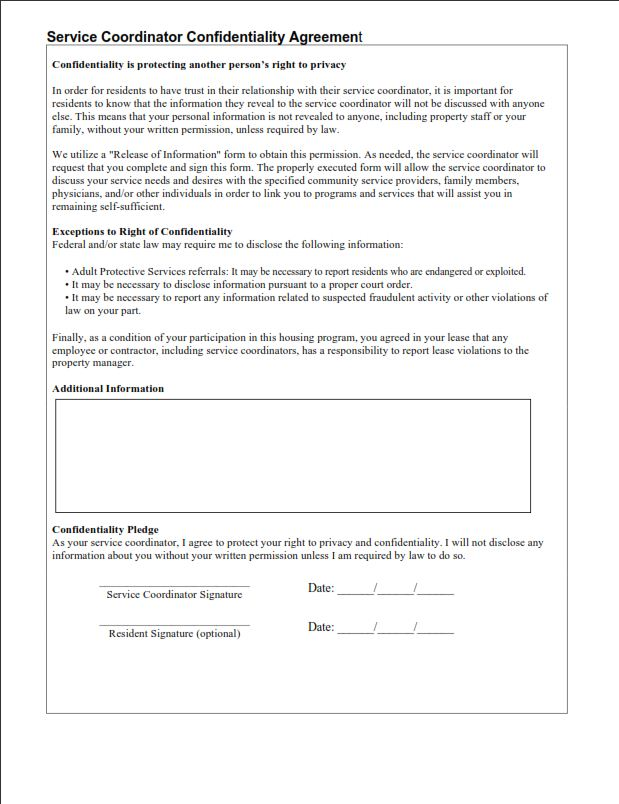 Service Coordinator Confidentiality Agreement
Confidentiality is protecting another person's right to privacy
In order for residents to have trust in their relationship with their service coordinator, it is important for
residents to know that the information they reveal to the service coordinator will not be discussed with anyone
else. This means that your personal information is not revealed to anyone, including property staff or your
family, without your written permission, unless required by law.
We utilize a "Release of Information" form to obtain this permission. As needed, the service coordinator will
request that you complete and sign this form. The properly executed form will allow the service coordinator to
discuss your service needs and desires with the specified community service providers, family members,
physicians, and/or other individuals in order to link you to programs and services that will assist you in
remaining self-sufficient.
Exceptions to Right of Confidentiality
Federal and/or state law may require me to disclose the following information:
• Adult Protective Services referrals: It may be necessary to report residents who are endangered or exploited.
• It may be necessary to disclose information pursuant to a proper court order.
• It may be necessary to report any information related to suspected fraudulent activity or other violations of
law on your part.
Finally, as a condition of your participation in this housing program, you agreed in your lease that any
employee or contractor, including service coordinators, has a responsibility to report lease violations to the
property manager.
Additional Information
Confidentiality Pledge
As your service coordinator, I agree to protect your right to privacy and confidentiality. I will not disclose any
information about you without your written permission unless I am required by law to do so.
Date: ______/______/______
Service Coordinator Signature
Date: ______/______/______
Resident Signature (optional)